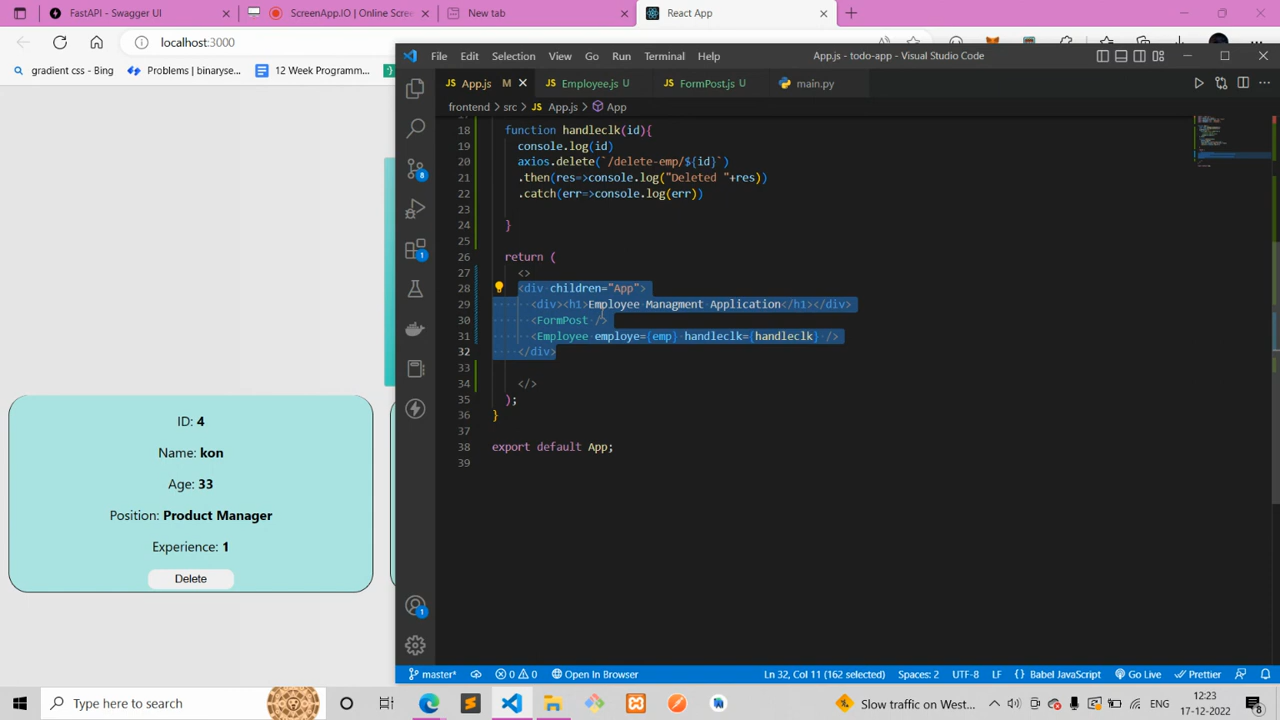 FastAPI - Swagger UI
ScreenApp.IO | Online Scree
New tab
React App
localhost:3000
gradient css - Bing
Problems | binaryse...
12 Week Programm...
File Edit Selection View Go Run Terminal Help
App.js - todo-app - Visual Studio Code
JS App.js M
JS Employee.js U
JS FormPost.js U
main.py
frontend > src > JS App.js > App
18 function handleclk(id){
19 console.log(id)
20 axios.delete(`/delete-emp/${id}`)
21 .then(res=>console.log("Deleted "+res))
22 .catch(err=>console.log(err))
23
24 }
25
26 return (
27 <>
28 <div children="App">
29 <div><h1>Employee Managment Application</h1></div>
30 <FormPost />
31 <Employee employe={emp} handleclk={handleclk} />
32 </div>
33
34 </>
35 );
36 }
37
38 export default App;
39
8
1
1
ID: 4
Name: kon
Age: 33
Position: Product Manager
Experience: 1
Delete
master* 0 0 Open In Browser Ln 32, Col 11 (162 selected) Spaces: 2 UTF-8 LF {} Babel JavaScript Go Live Prettier
Type here to search
Slow traffic on West...
ENG
12:23
17-12-2022
8